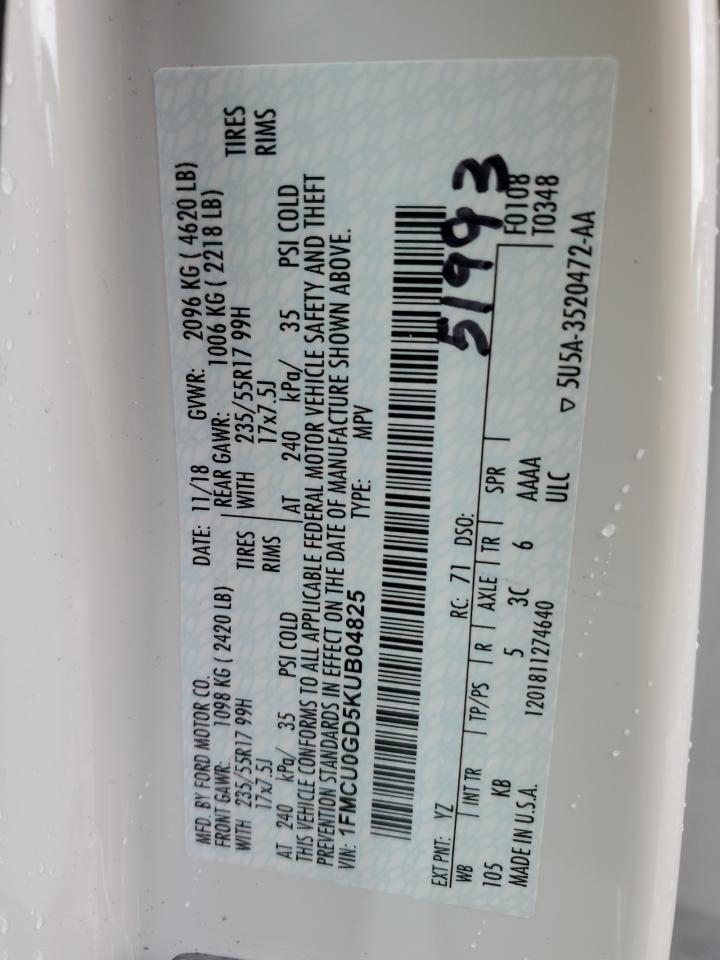 MFD. BY FORD MOTOR CO. DATE: 11/18 GVWR: 2096 KG ( 4620 LB)
FRONT GAWR: 1098 KG ( 2420 LB) REAR GAWR: 1006 KG ( 2218 LB)
WITH 235/55R17 99H TIRES WITH 235/55R17 99H TIRES
17x7.5J RIMS 17x7.5J RIMS
AT 240 kPa/ 35 PSI COLD AT 240 kPa/ 35 PSI COLD
THIS VEHICLE CONFORMS TO ALL APPLICABLE FEDERAL MOTOR VEHICLE SAFETY AND THEFT
PREVENTION STANDARDS IN EFFECT ON THE DATE OF MANUFACTURE SHOWN ABOVE.
VIN: 1FMCU0GD5KUB04825 TYPE: MPV
51993
EXT PNT: YZ RC: 71 DSO: F0108
WB INT TR TP/PS R AXLE TR SPR T0348
105 KB 5 3C 6 AAAA
MADE IN U.S.A. 1201811274640 ULC ▽ 5U5A-3520472-AA